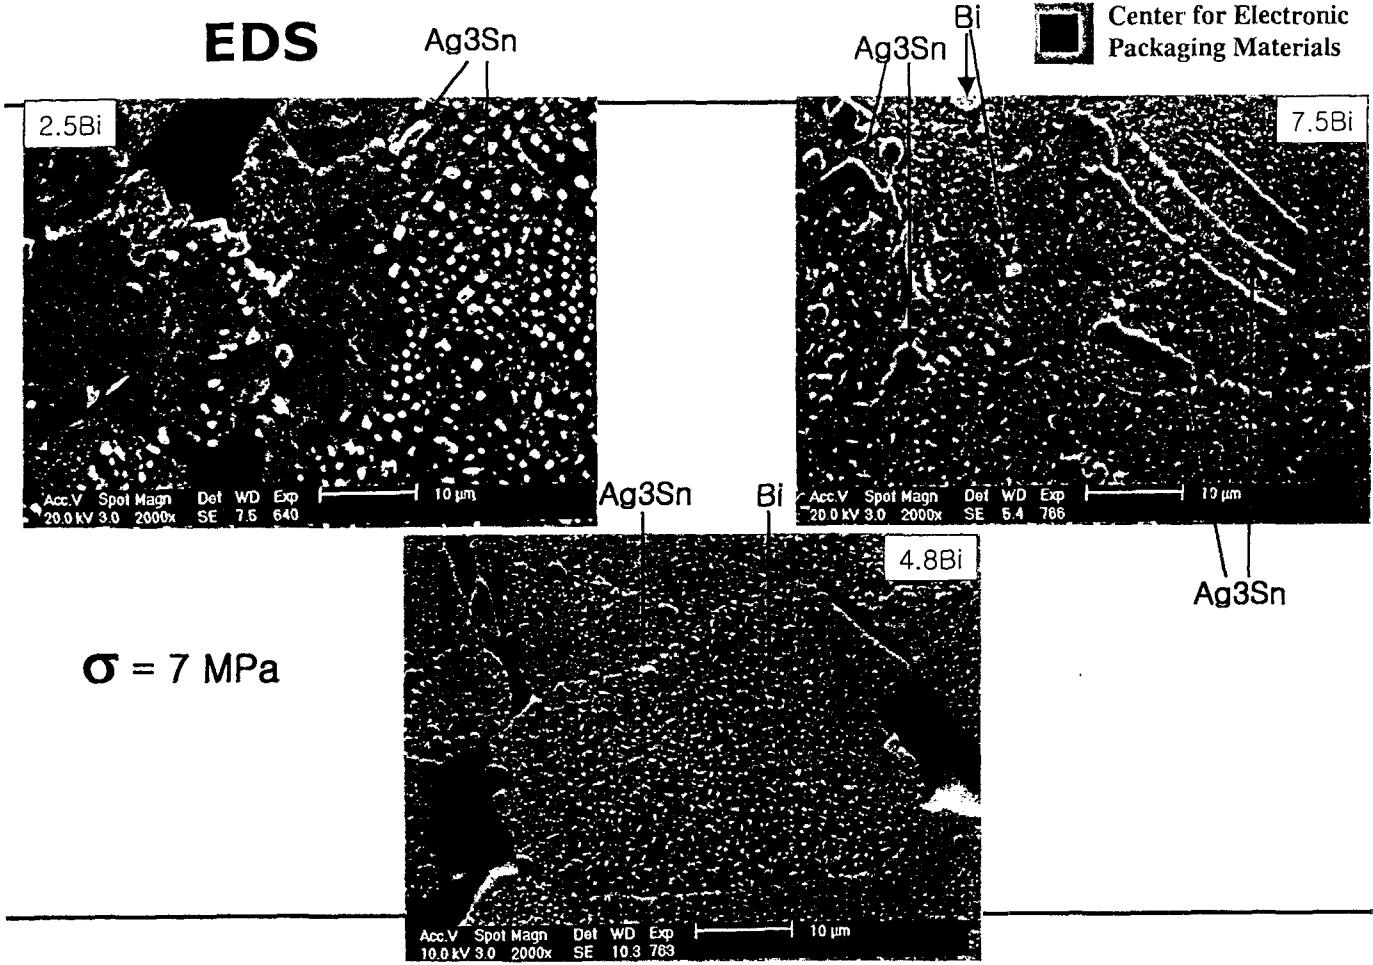 EDS
Ag3Sn
Bi
Ag3Sn
Center for Electronic
Packaging Materials
2.5Bi
7.5Bi
Acc.V Spot Magn Det WD Exp 10 μm
20.0 kV 3.0 2000x SE 7.6 640
Acc.V Spot Magn Det WD Exp 10 μm
20.0 kV 3.0 2000x SE 5.4 766
Ag3Sn Bi
4.8Bi
Ag3Sn
σ = 7 MPa
Acc.V Spot Magn Det WD Exp 10 μm
10.0 kV 3.0 2000x SE 10.3 763